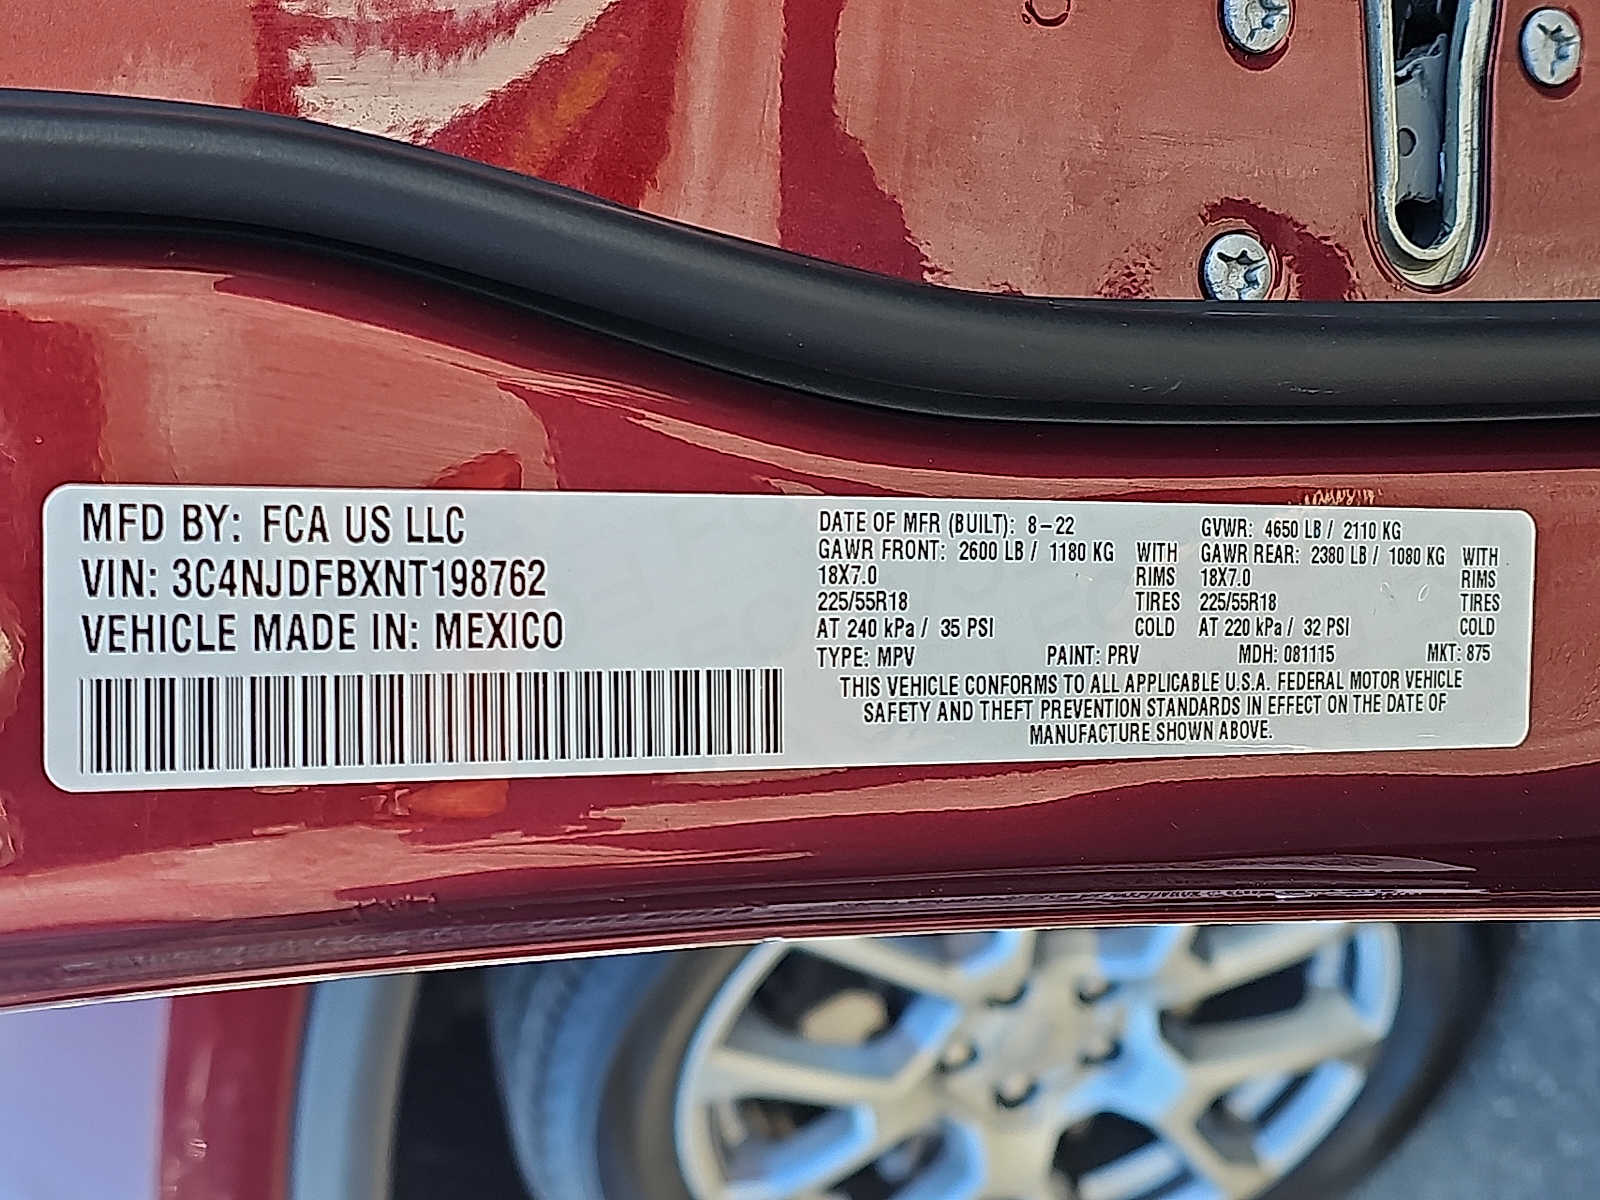 MFD BY: FCA US LLC
VIN: 3C4NJDFBXNT198762
VEHICLE MADE IN: MEXICO
DATE OF MFR (BUILT): 8-22 GVWR: 4650 LB / 2110 KG
GAWR FRONT: 2600 LB / 1180 KG WITH GAWR REAR: 2380 LB / 1080 KG WITH
18X7.0 RIMS 18X7.0 RIMS
225/55R18 TIRES 225/55R18 TIRES
AT 240 kPa / 35 PSI COLD AT 220 kPa / 32 PSI COLD
TYPE: MPV PAINT: PRV MDH: 081115 MKT: 875
THIS VEHICLE CONFORMS TO ALL APPLICABLE U.S.A. FEDERAL MOTOR VEHICLE
SAFETY AND THEFT PREVENTION STANDARDS IN EFFECT ON THE DATE OF
MANUFACTURE SHOWN ABOVE.